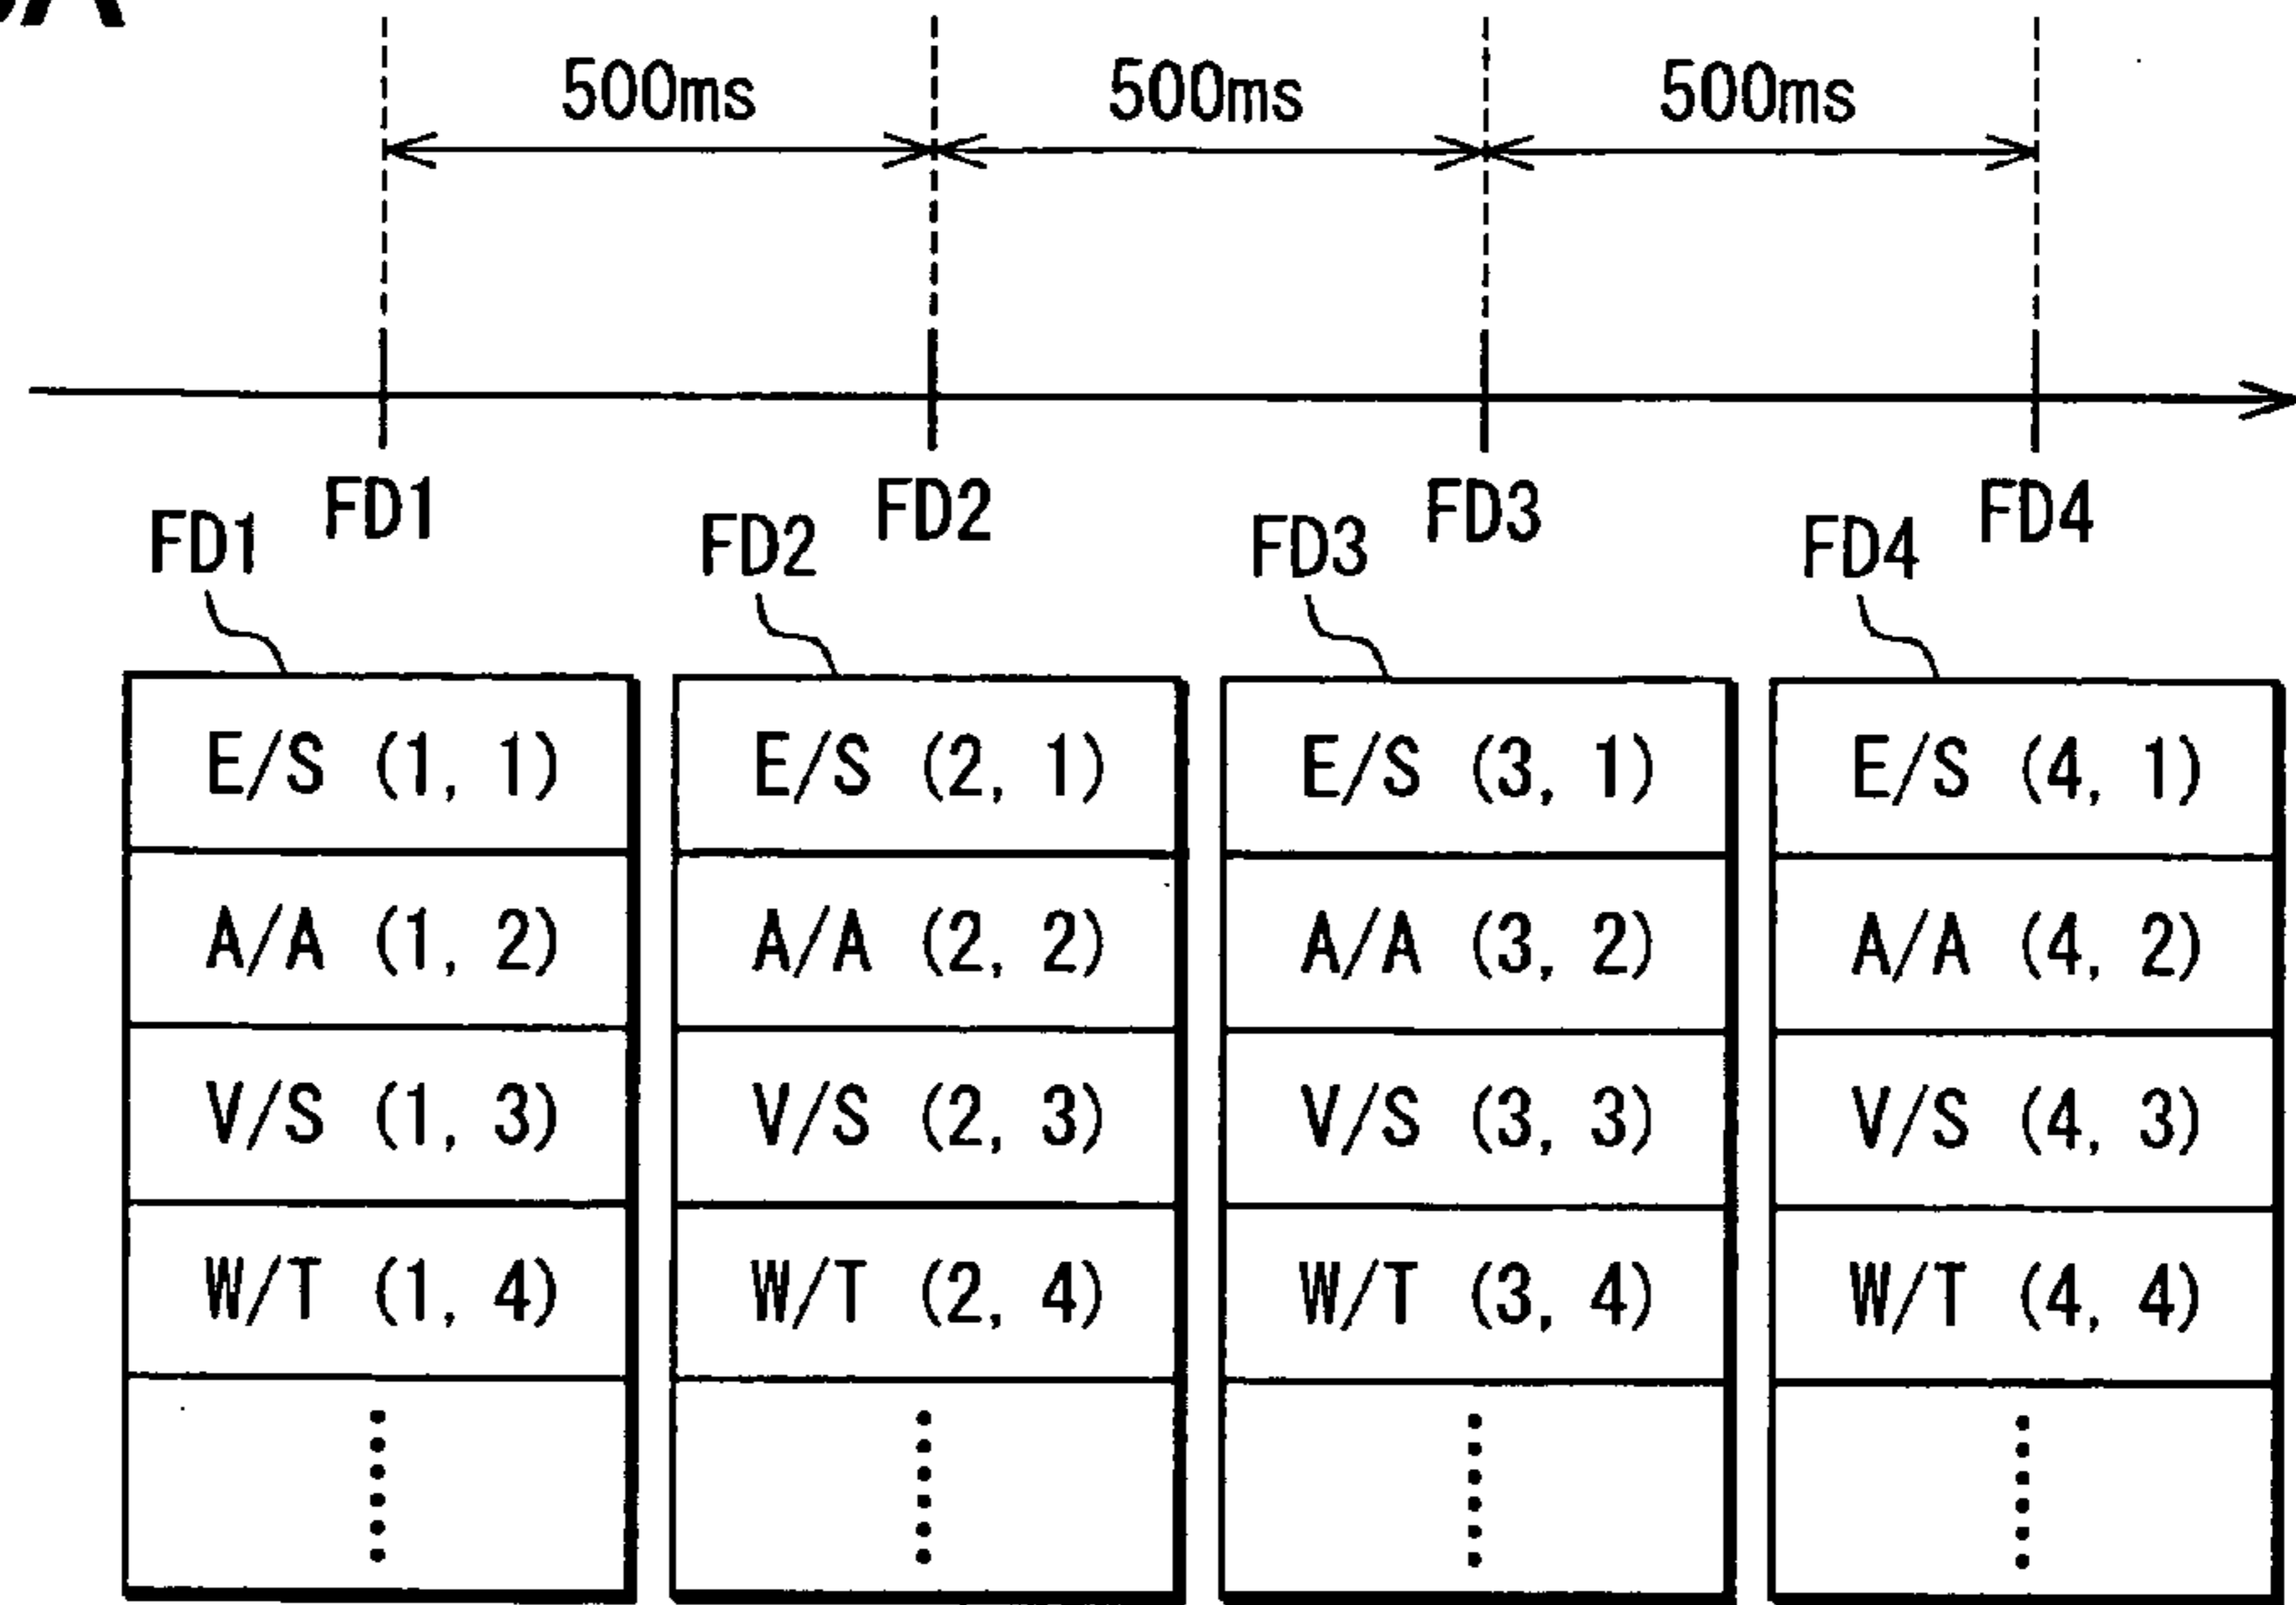 500ms 500ms 500ms
FD1 FD2 FD3 FD4
FD1 FD2 FD3 FD4
E/S (1, 1) E/S (2, 1) E/S (3, 1) E/S (4, 1)
A/A (1, 2) A/A (2, 2) A/A (3, 2) A/A (4, 2)
V/S (1, 3) V/S (2, 3) V/S (3, 3) V/S (4, 3)
W/T (1, 4) W/T (2, 4) W/T (3, 4) W/T (4, 4)